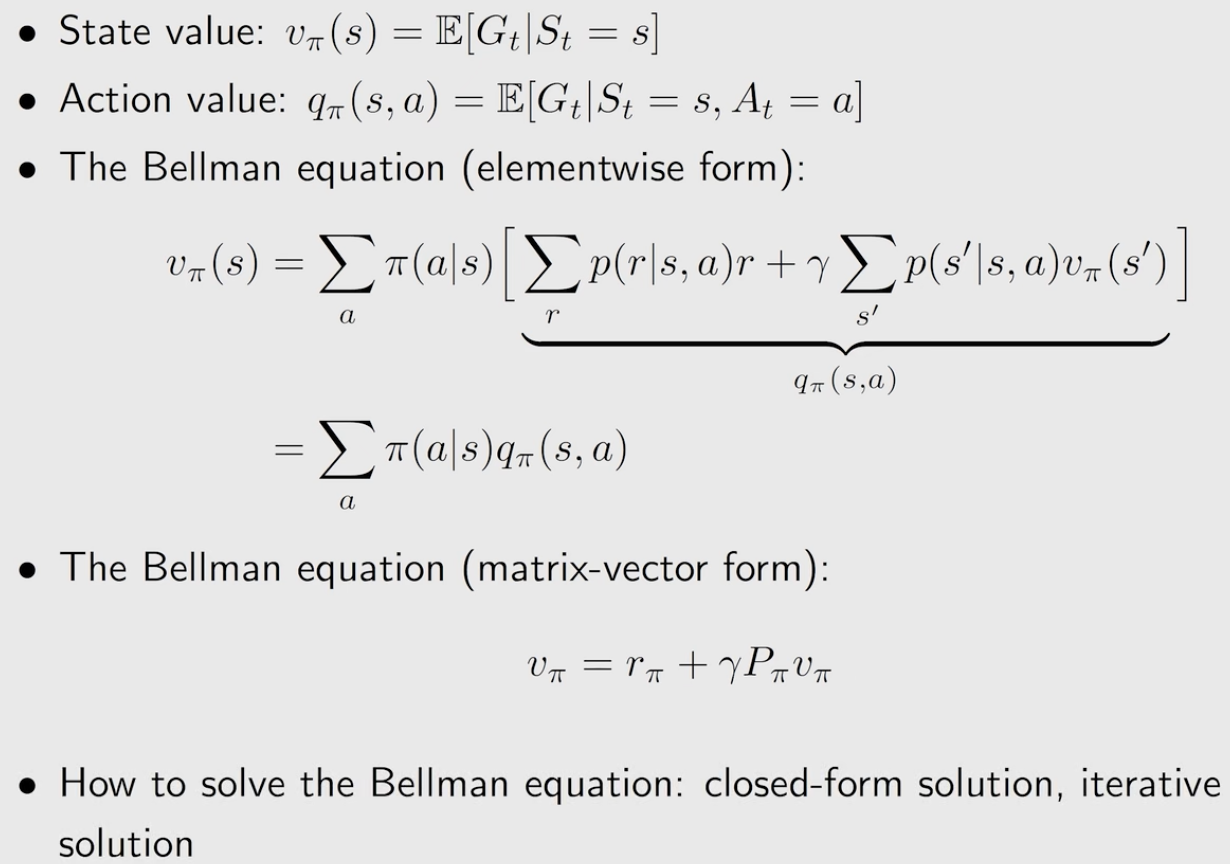 • State value: $v_\pi(s) = \mathbb{E}[G_t|S_t = s]$
• Action value: $q_\pi(s, a) = \mathbb{E}[G_t|S_t = s, A_t = a]$
• The Bellman equation (elementwise form):
$v_\pi(s) = \sum_a \pi(a|s) \Big[ \underbrace{\sum_r p(r|s, a)r + \gamma \sum_{s'} p(s'|s, a)v_\pi(s')}_{q_\pi(s,a)} \Big]$
$= \sum_a \pi(a|s)q_\pi(s, a)$
• The Bellman equation (matrix-vector form):
$v_\pi = r_\pi + \gamma P_\pi v_\pi$
• How to solve the Bellman equation: closed-form solution, iterative
solution